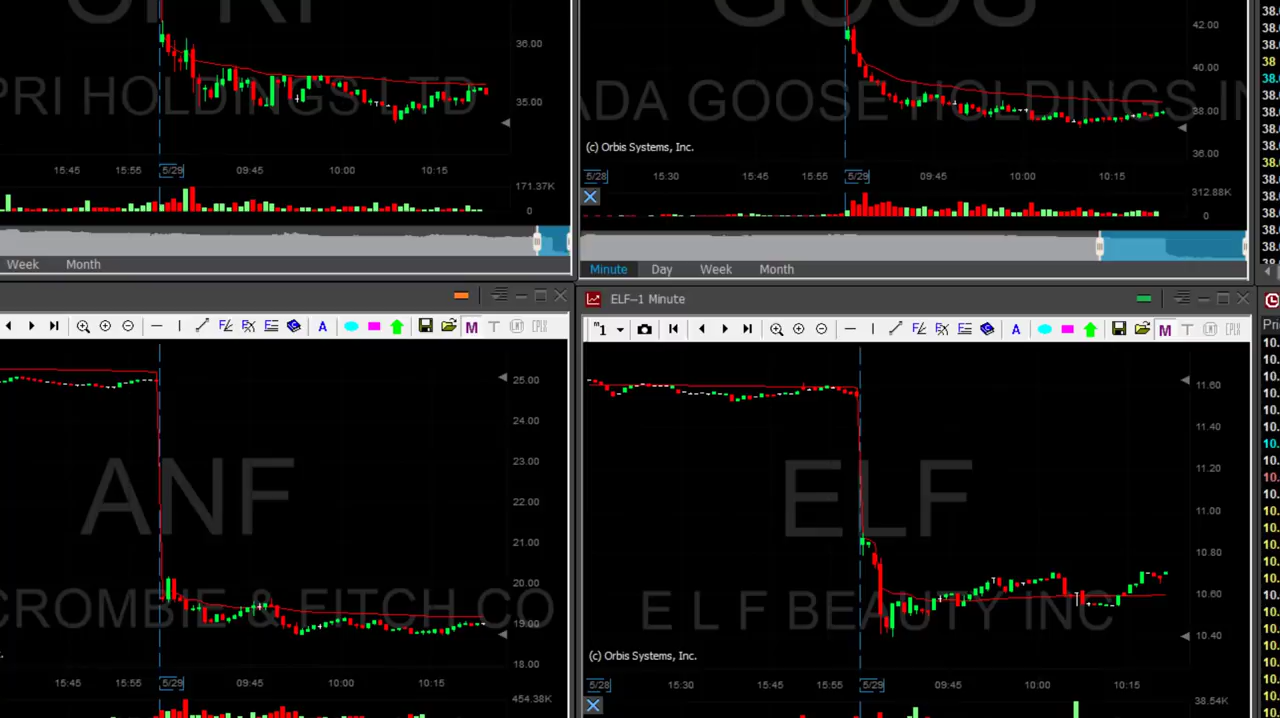 CPRI
PRI HOLDINGS LTD
36.00
35.00
15:45 15:55 5/29 09:45 10:00 10:15
171.37K
0
Week Month
GOOS
ADA GOOSE HOLDINGS IN
42.00
40.00
38.00
36.00
(c) Orbis Systems, Inc.
5/28 15:30 15:45 15:55 5/29 09:45 10:00 10:15
312.88K
0
Minute Day Week Month
A M T
25.00
24.00
23.00
22.00
21.00
20.00
19.00
18.00
ANF
CROMBIE & FITCH CO
15:45 15:55 5/29 09:45 10:00 10:15
454.38K
ELF–1 Minute
"1 A M T
11.60
11.40
11.20
11.00
10.80
10.60
10.40
ELF
E L F BEAUTY INC
(c) Orbis Systems, Inc.
5/28 15:30 15:45 15:55 5/29 09:45 10:00 10:15
38.54K